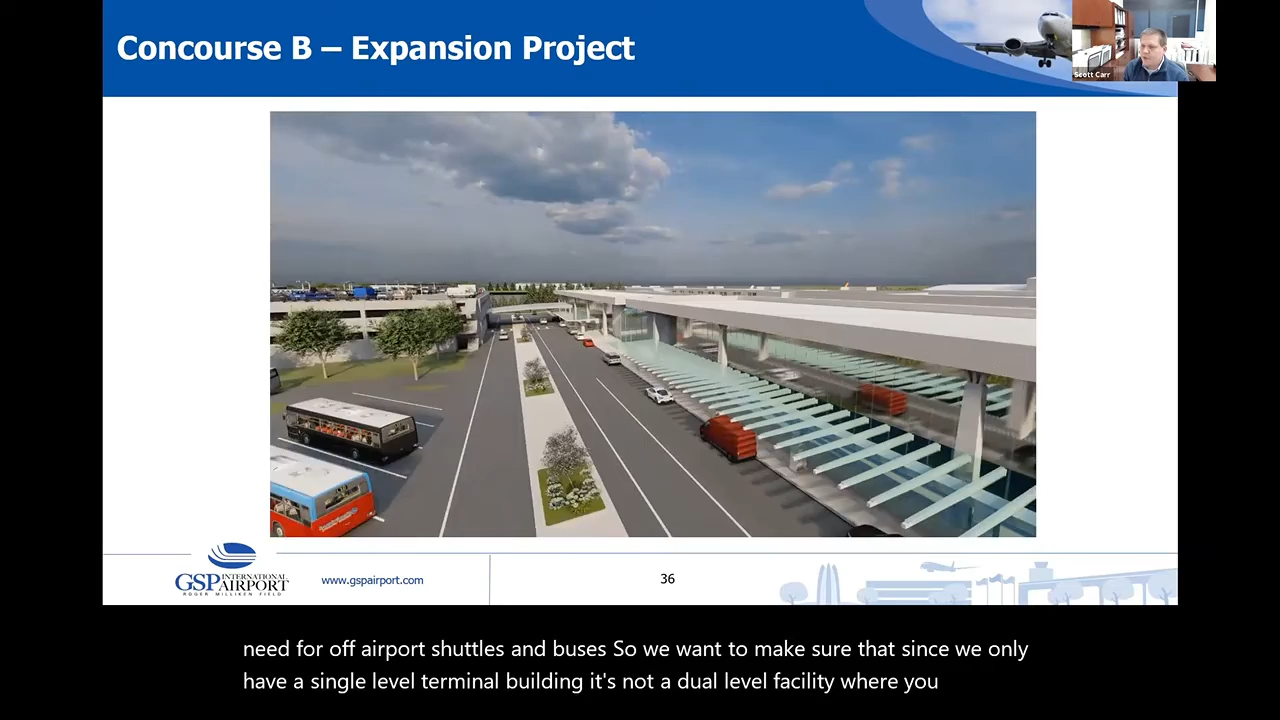 Concourse B – Expansion Project
Scott Carr
GSP INTERNATIONAL
AIRPORT
ROGER MILLIKEN FIELD
www.gspairport.com
36
need for off airport shuttles and buses So we want to make sure that since we only
have a single level terminal building it's not a dual level facility where you